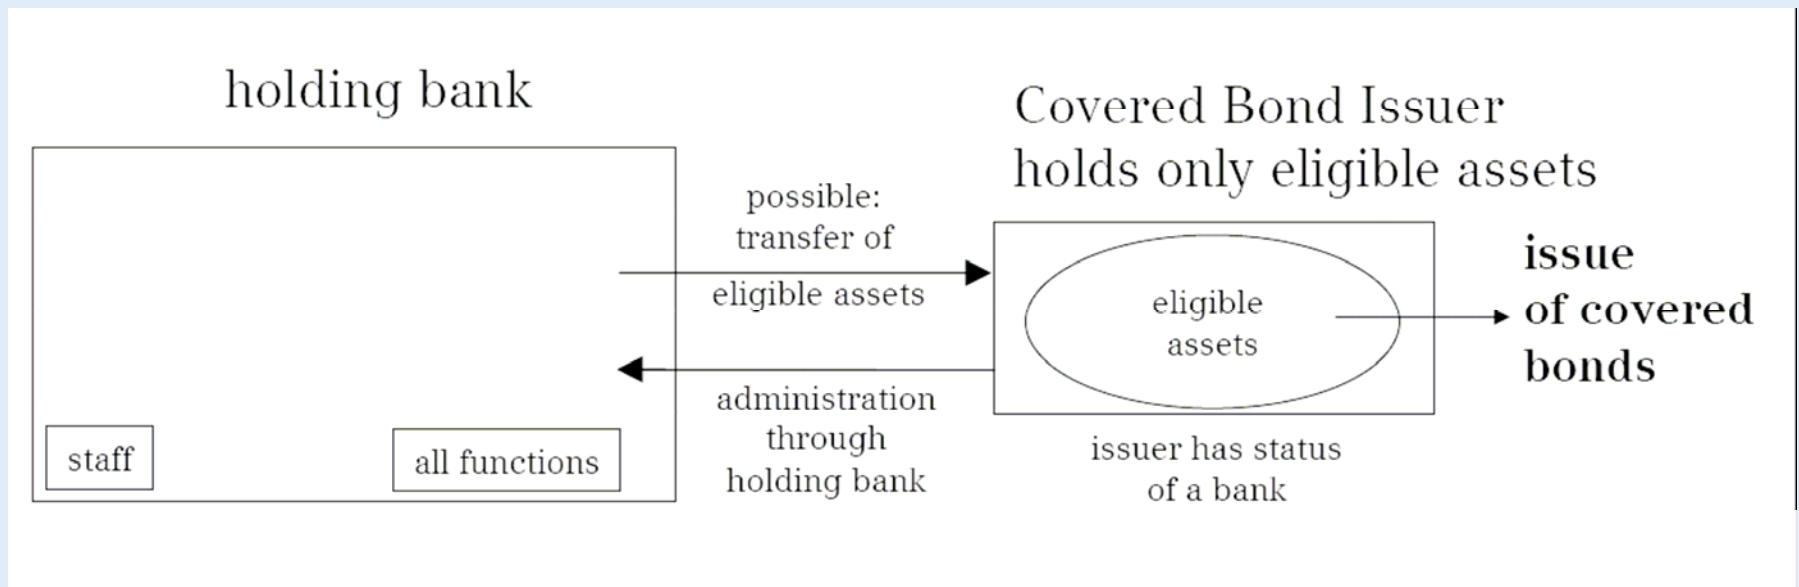 holding bank
Covered Bond Issuer
holds only eligible assets
possible:
transfer of
eligible assets
administration
through
holding bank
staff
all functions
eligible
assets
issuer has status
of a bank
issue
of covered
bonds